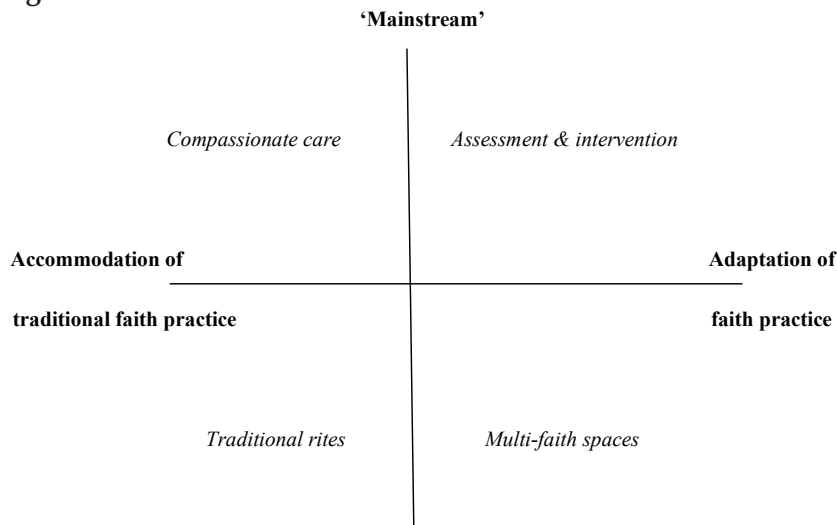 ‘Mainstream’
Compassionate care
Assessment & intervention
Accommodation of
Adaptation of
traditional faith practice
faith practice
Traditional rites
Multi-faith spaces